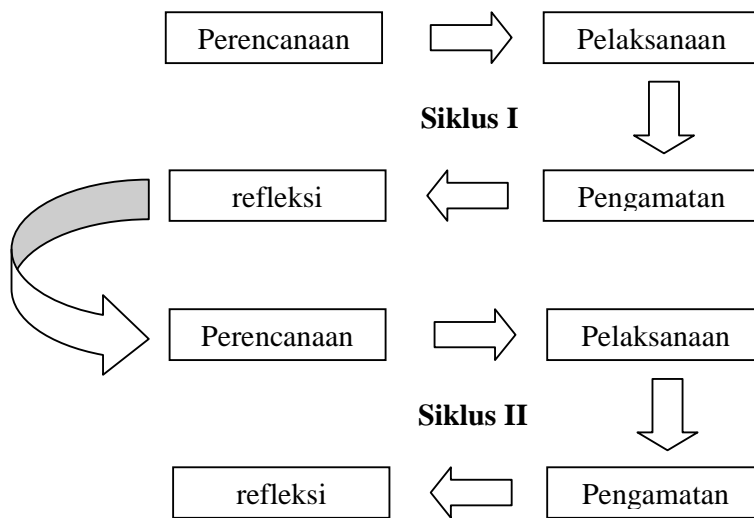 Perencanaan
Pelaksanaan
Siklus I
refleksi
Pengamatan
Perencanaan
Pelaksanaan
Siklus II
refleksi
Pengamatan